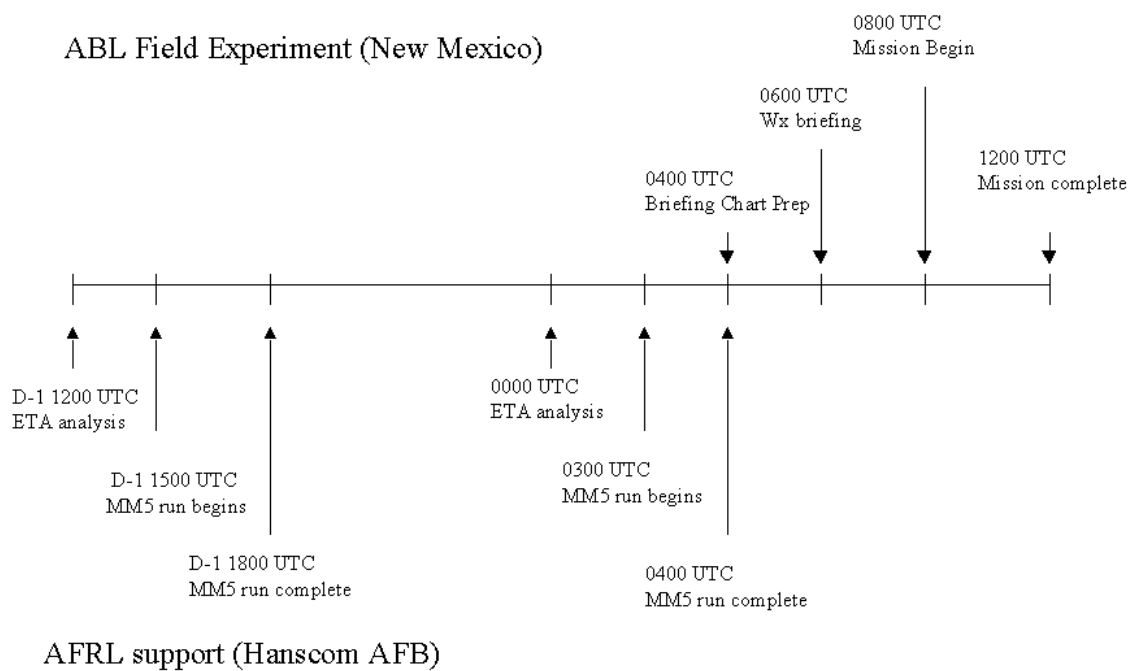 ABL Field Experiment (New Mexico)
0800 UTC
Mission Begin
0600 UTC
Wx briefing
1200 UTC
Mission complete
0400 UTC
Briefing Chart Prep
D-1 1200 UTC
ETA analysis
0000 UTC
ETA analysis
D-1 1500 UTC
MM5 run begins
0300 UTC
MM5 run begins
D-1 1800 UTC
MM5 run complete
0400 UTC
MM5 run complete
AFRL support (Hanscom AFB)